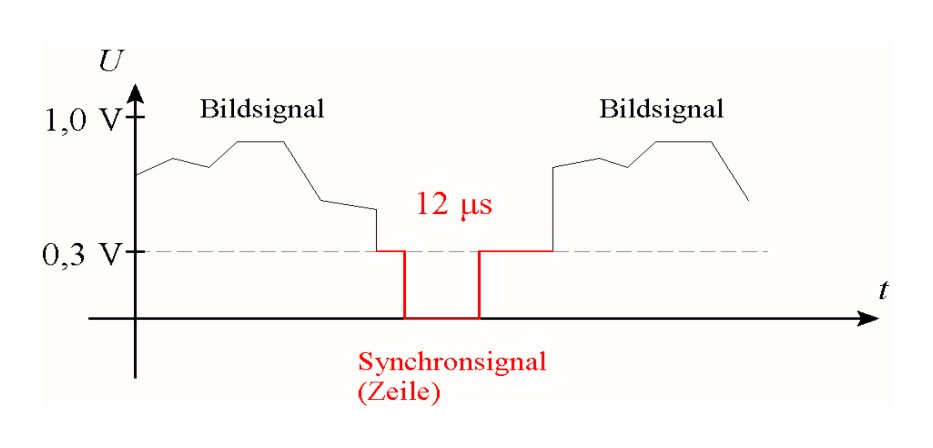 U
1,0 V
Bildsignal
Bildsignal
12 μs
0,3 V
t
Synchronsignal
(Zeile)